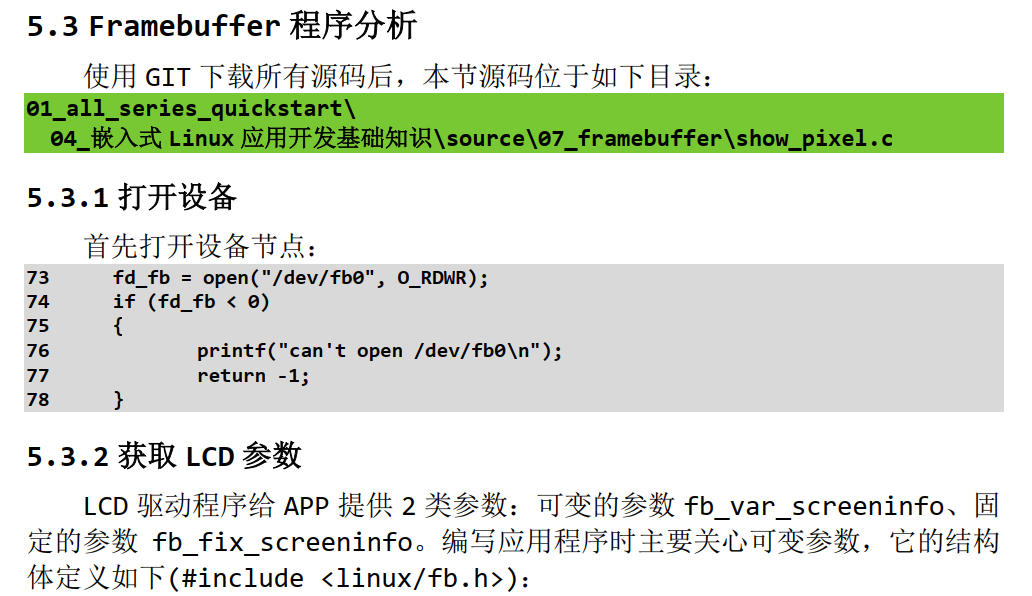 5.3 Framebuffer 程序分析
使用 GIT 下载所有源码后，本节源码位于如下目录：
01_all_series_quickstart\
04_嵌入式 Linux 应用开发基础知识\source\07_framebuffer\show_pixel.c
5.3.1 打开设备
首先打开设备节点：
73 fd_fb = open("/dev/fb0", O_RDWR);
74 if (fd_fb < 0)
75 {
76 printf("can't open /dev/fb0\n");
77 return -1;
78 }
5.3.2 获取 LCD 参数
LCD 驱动程序给 APP 提供 2 类参数：可变的参数 fb_var_screeninfo、固
定的参数 fb_fix_screeninfo。编写应用程序时主要关心可变参数，它的结构
体定义如下(#include <linux/fb.h>)：